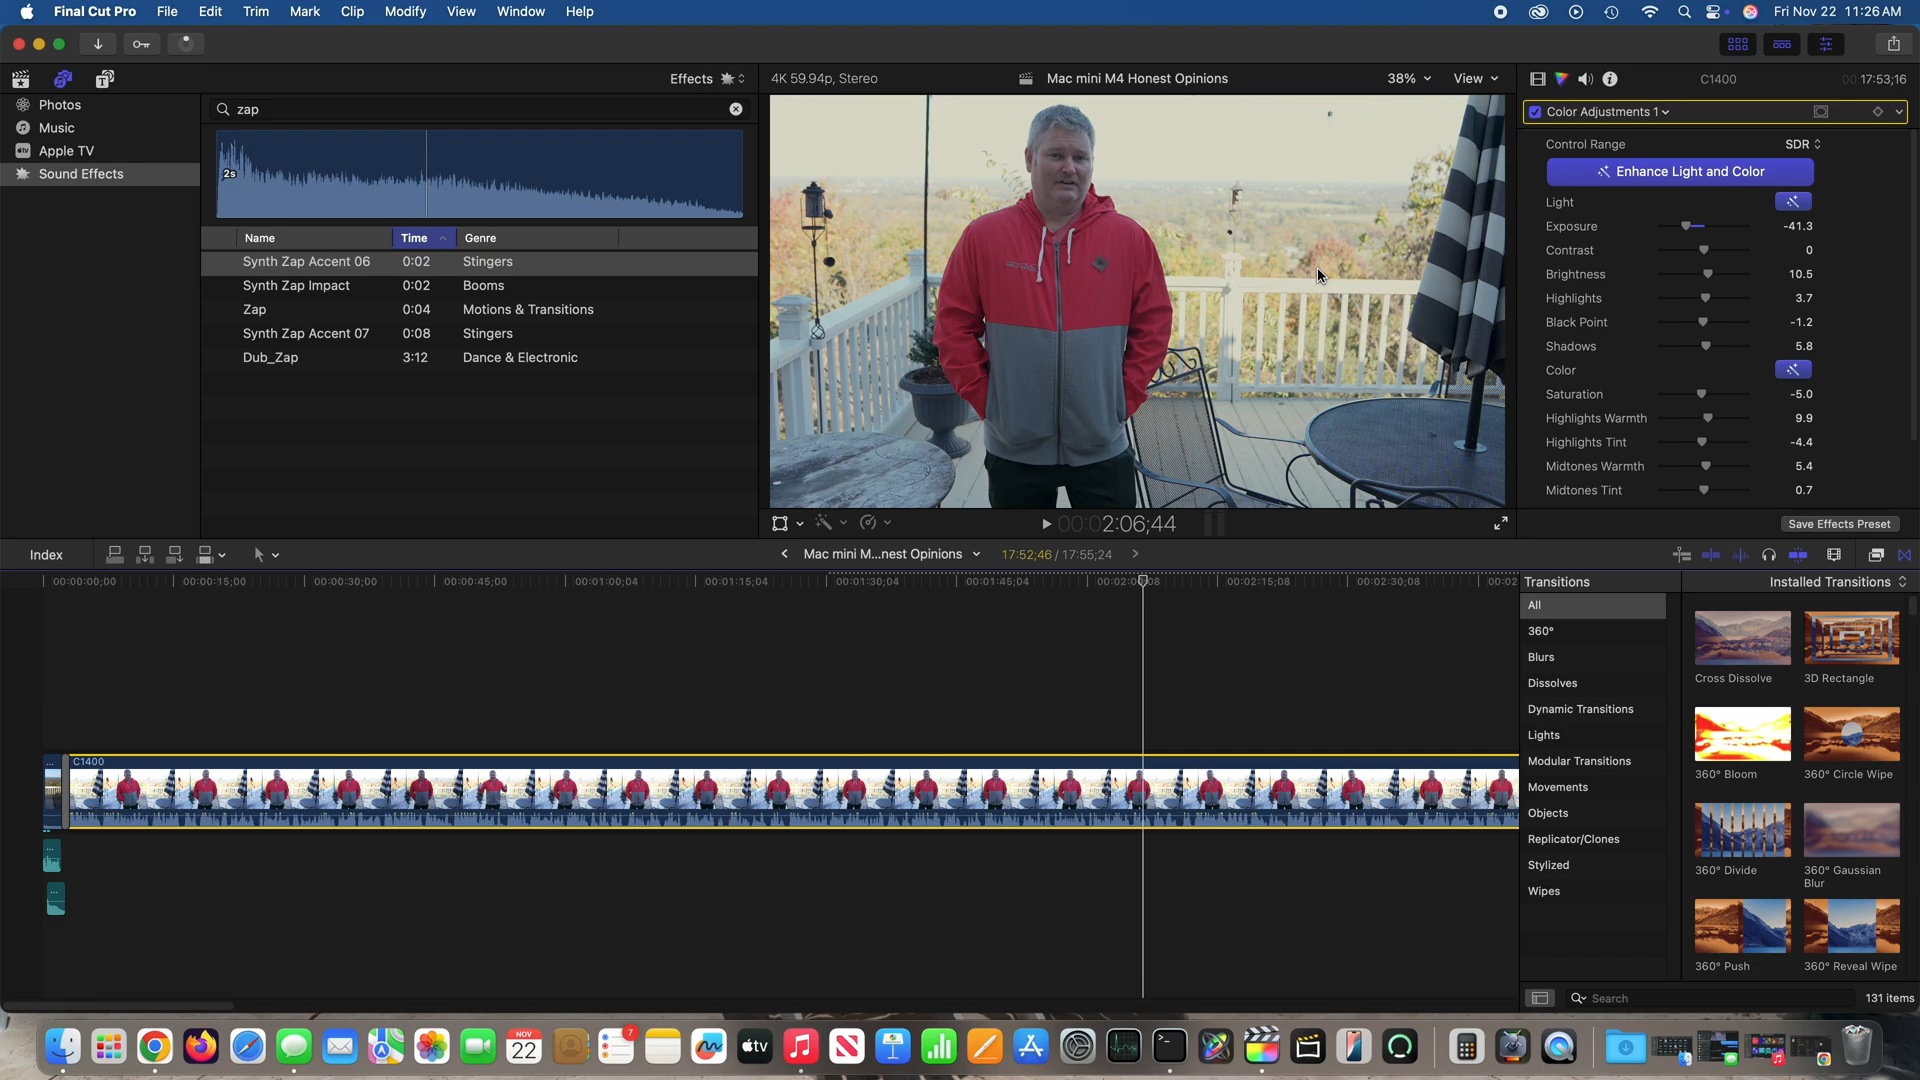 Final Cut Pro File Edit Trim Mark Clip Modify View Window Help Fri Nov 22 11:26 AM
Effects 4K 59.94p, Stereo Mac mini M4 Honest Opinions 38% View C1400 00:17:53;16
Photos
Music
Apple TV
Sound Effects
zap
2s
Name Time Genre
Synth Zap Accent 06 0:02 Stingers
Synth Zap Impact 0:02 Booms
Zap 0:04 Motions & Transitions
Synth Zap Accent 07 0:08 Stingers
Dub_Zap 3:12 Dance & Electronic
Color Adjustments 1
Control Range SDR
Enhance Light and Color
Light
Exposure -41.3
Contrast 0
Brightness 10.5
Highlights 3.7
Black Point -1.2
Shadows 5.8
Color
Saturation -5.0
Highlights Warmth 9.9
Highlights Tint -4.4
Midtones Warmth 5.4
Midtones Tint 0.7
Save Effects Preset
00:00:2:06;44
Index Mac mini M...nest Opinions 17:52;46 / 17:55;24
00:00:00;00 00:00:15;00 00:00:30;00 00:00:45;00 00:01:00;04 00:01:15;04 00:01:30;04 00:01:45;04 00:02:15;08 00:02:30;08
C1400
Transitions Installed Transitions
All
360°
Blurs
Dissolves
Dynamic Transitions
Lights
Modular Transitions
Movements
Objects
Replicator/Clones
Stylized
Wipes
Cross Dissolve 3D Rectangle
360° Bloom 360° Circle Wipe
360° Divide 360° Gaussian Blur
360° Push 360° Reveal Wipe
Search 131 items
NOV
22
7
tv